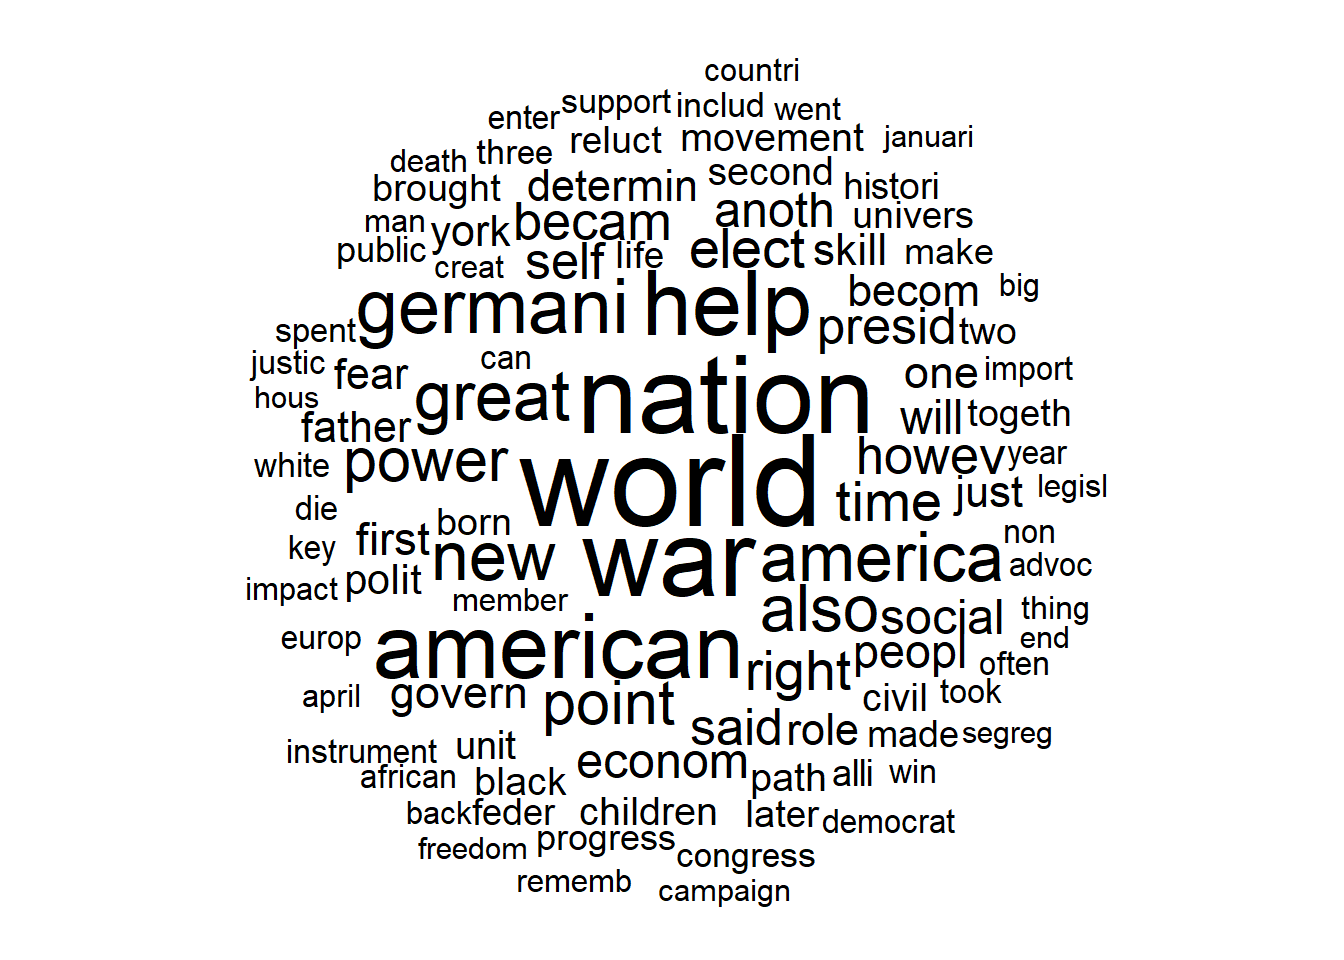 countri
support includ went
enter
reluct movement januari
death three
brought determin second histori
man york becam anoth univers
public creat self life elect skill make
germani help becom big
spent presid two
justic fear can great nation one import
hous father will togeth
white power world howev year
die born time just legisl
key first new war america non
impact polit member advoc
also social thing
europ american peopl end
right often
april govern point civil took
said role made segreg
instrument unit econom
african black path alli win
back feder children later democrat
freedom progress congress
rememb campaign